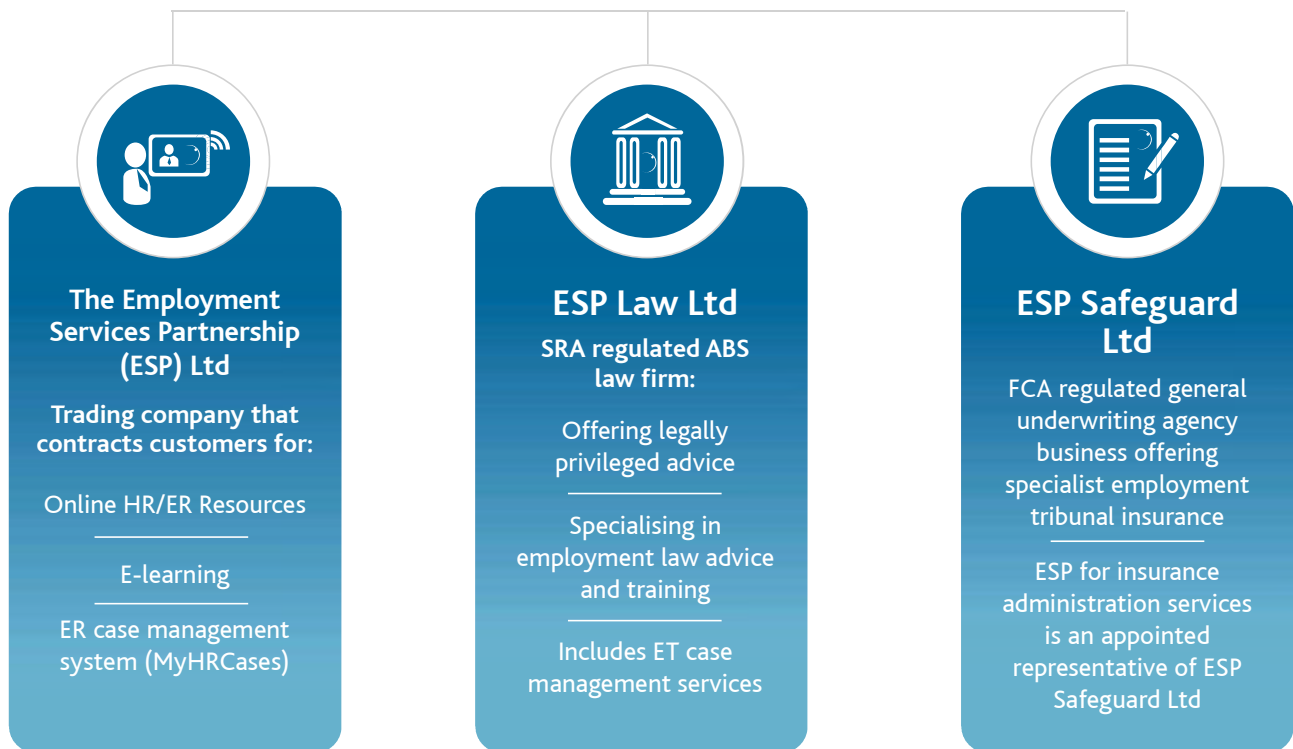 The Employment
Services Partnership
(ESP) Ltd
Trading company that
contracts customers for:
Online HR/ER Resources
E-learning
ER case management
system (MyHRCases)
ESP Law Ltd
SRA regulated ABS
law firm:
Offering legally
privileged advice
Specialising in
employment law advice
and training
Includes ET case
management services
ESP Safeguard
Ltd
FCA regulated general
underwriting agency
business offering
specialist employment
tribunal insurance
ESP for insurance
administration services
is an appointed
representative of ESP
Safeguard Ltd